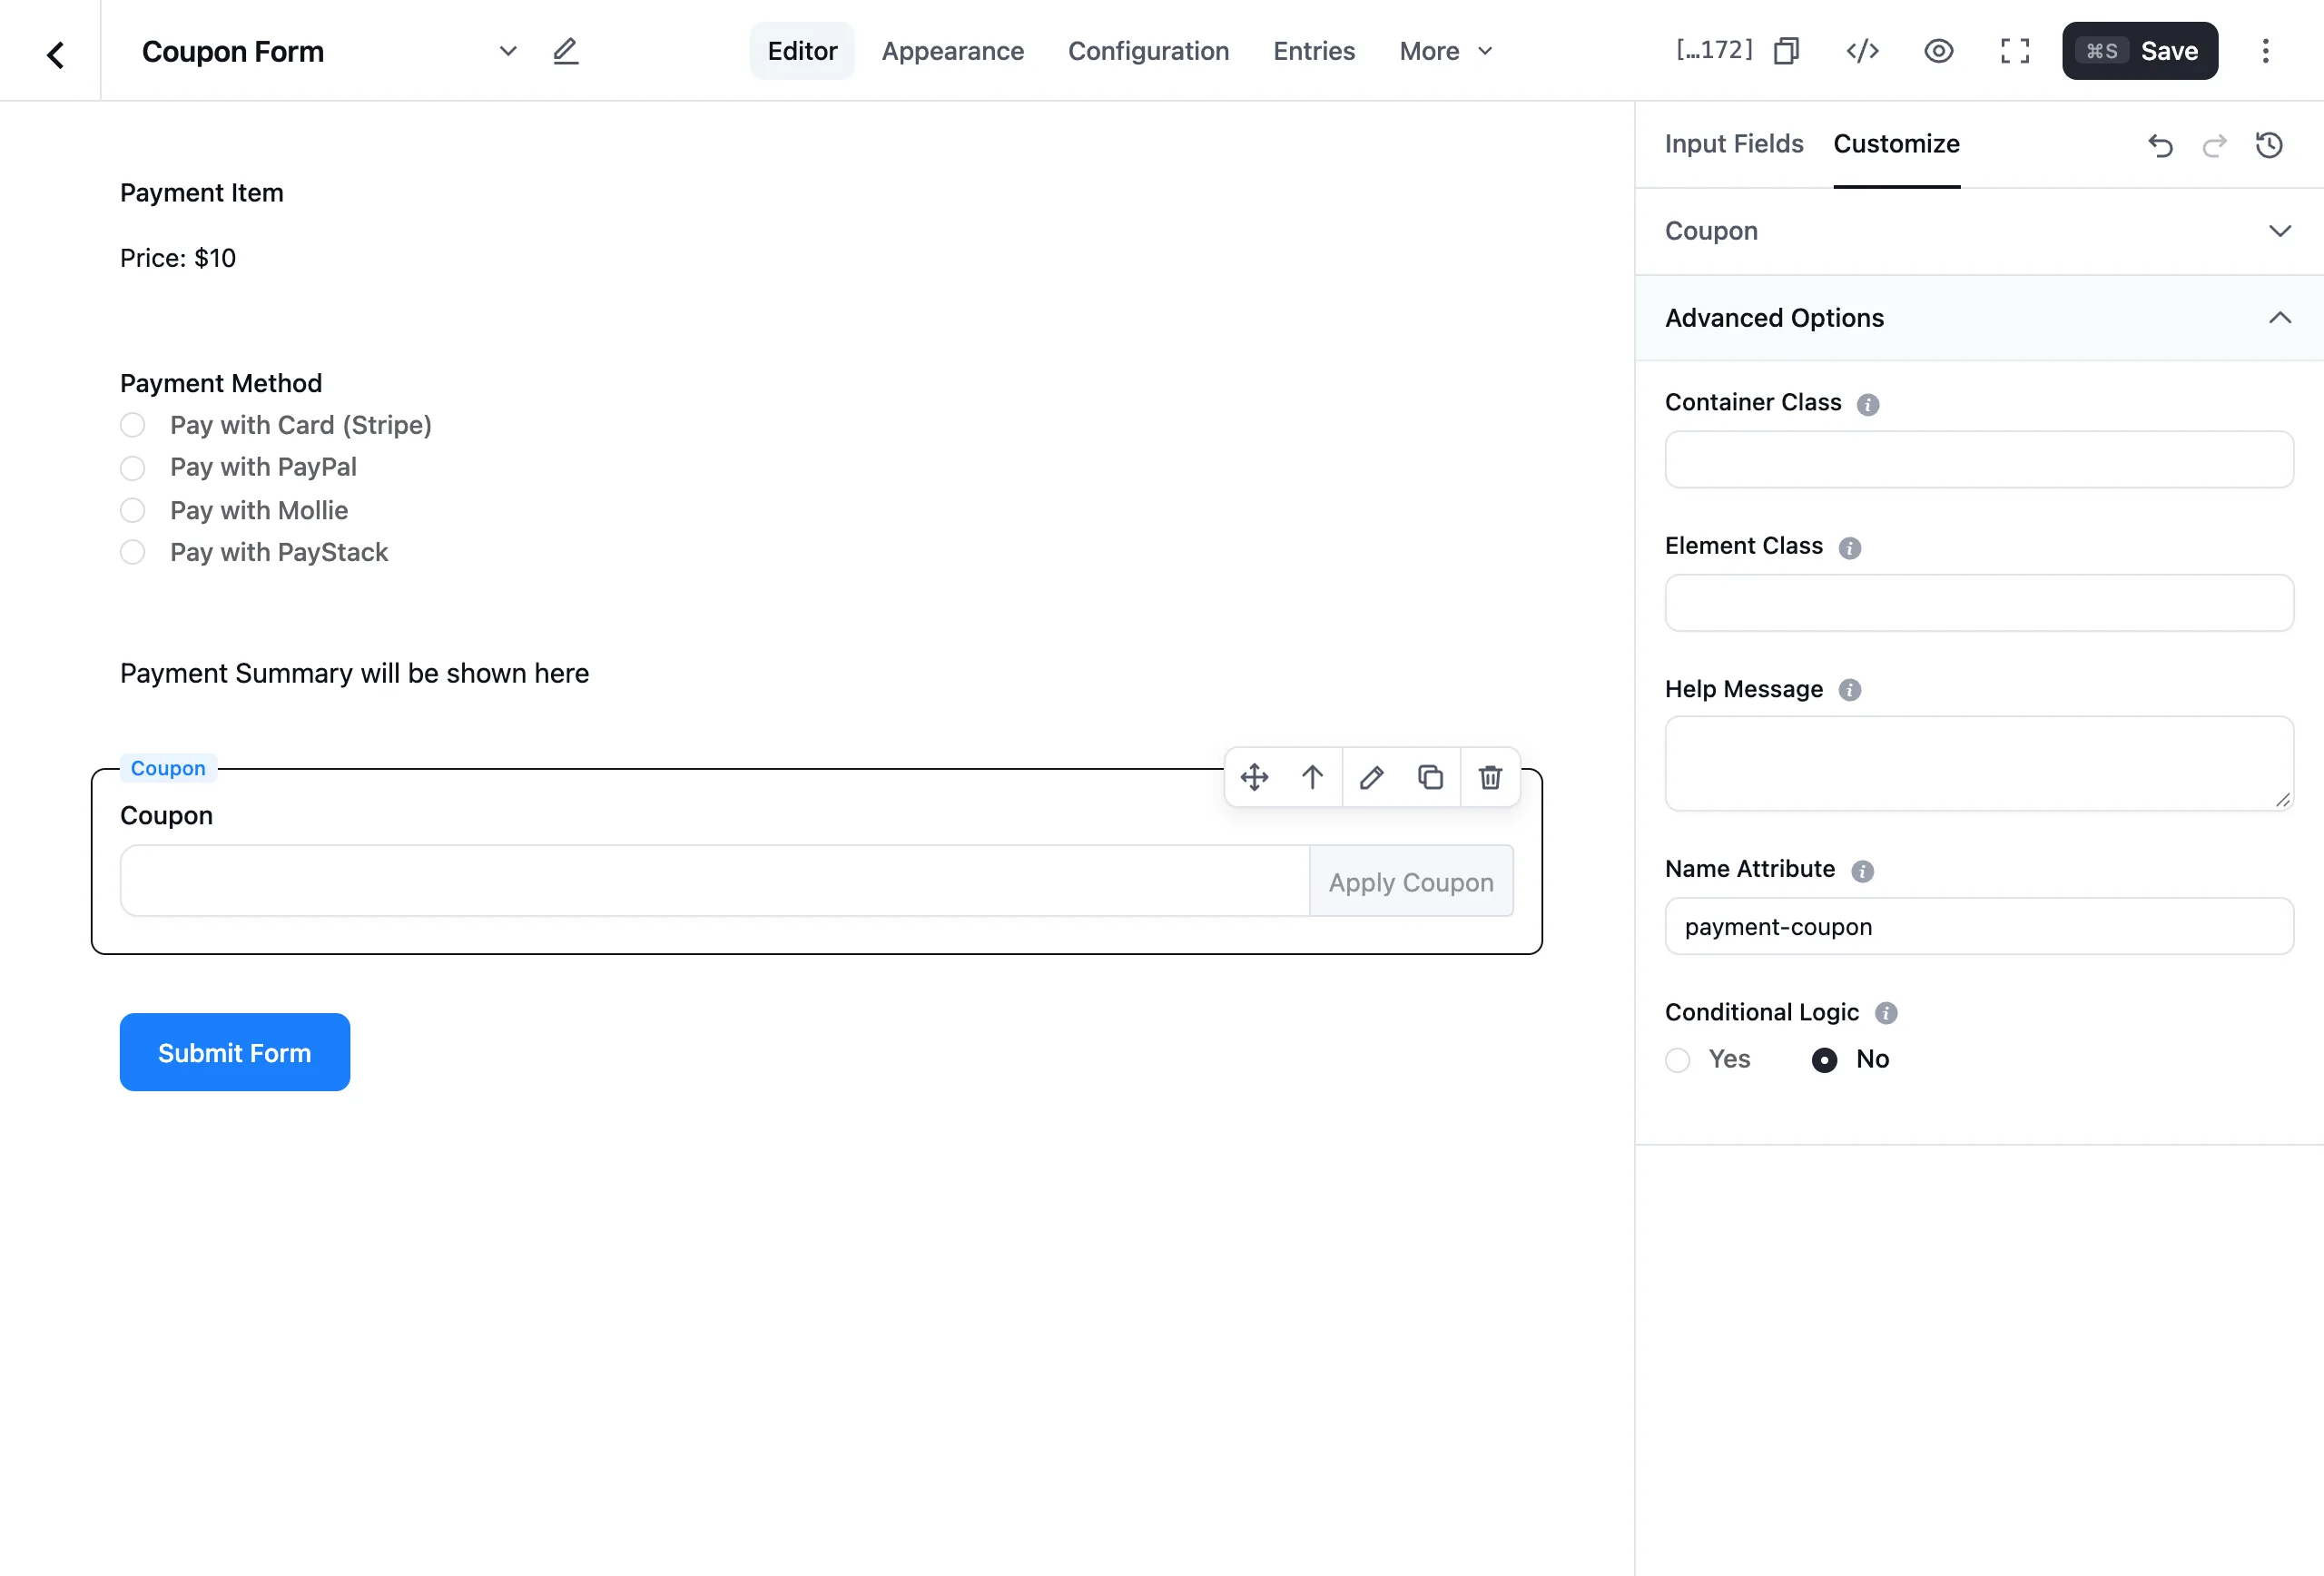 Coupon Form
Editor
Appearance
Configuration
Entries
More
[...172]
⌘S Save
Payment Item
Price: $10
Payment Method
Pay with Card (Stripe)
Pay with PayPal
Pay with Mollie
Pay with PayStack
Payment Summary will be shown here
Coupon
Coupon
Apply Coupon
Submit Form
Input Fields
Customize
Coupon
Advanced Options
Container Class
Element Class
Help Message
Name Attribute
payment-coupon
Conditional Logic
Yes
No